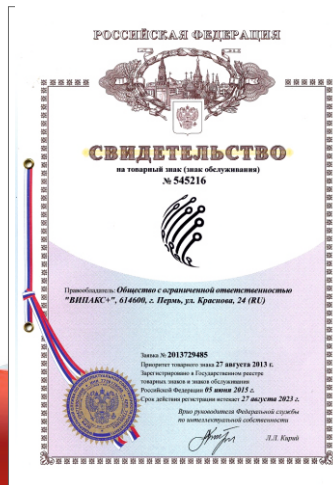 РОССИЙСКАЯ ФЕДЕРАЦИЯ
СВИДЕТЕЛЬСТВО
на товарный знак (знак обслуживания)
№ 545216
Правообладатель: Общество с ограниченной ответственностью
"ВИПАКС+", 614600, г. Пермь, ул. Краснова, 24 (RU)
Заявка № 2013729485
Приоритет товарного знака 27 августа 2013 г.
Зарегистрировано в Государственном реестре
товарных знаков и знаков обслуживания
Российской Федерации 05 июня 2015 г.
Срок действия регистрации истекает 27 августа 2023 г.
Врио руководителя Федеральной службы
по интеллектуальной собственности
Л.Л. Кирий